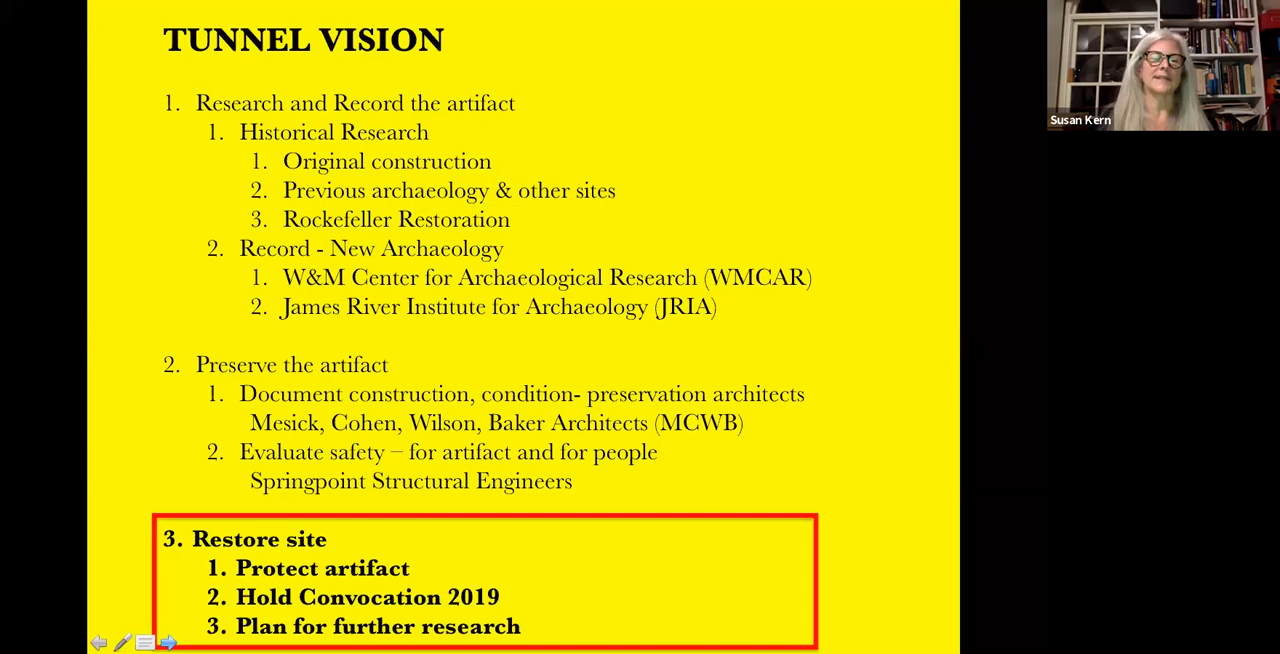 TUNNEL VISION
1. Research and Record the artifact
1. Historical Research
1. Original construction
2. Previous archaeology & other sites
3. Rockefeller Restoration
2. Record - New Archaeology
1. W&M Center for Archaeological Research (WMCAR)
2. James River Institute for Archaeology (JRIA)
2. Preserve the artifact
1. Document construction, condition- preservation architects
Mesick, Cohen, Wilson, Baker Architects (MCWB)
2. Evaluate safety – for artifact and for people
Springpoint Structural Engineers
3. Restore site
1. Protect artifact
2. Hold Convocation 2019
3. Plan for further research
Susan Kern